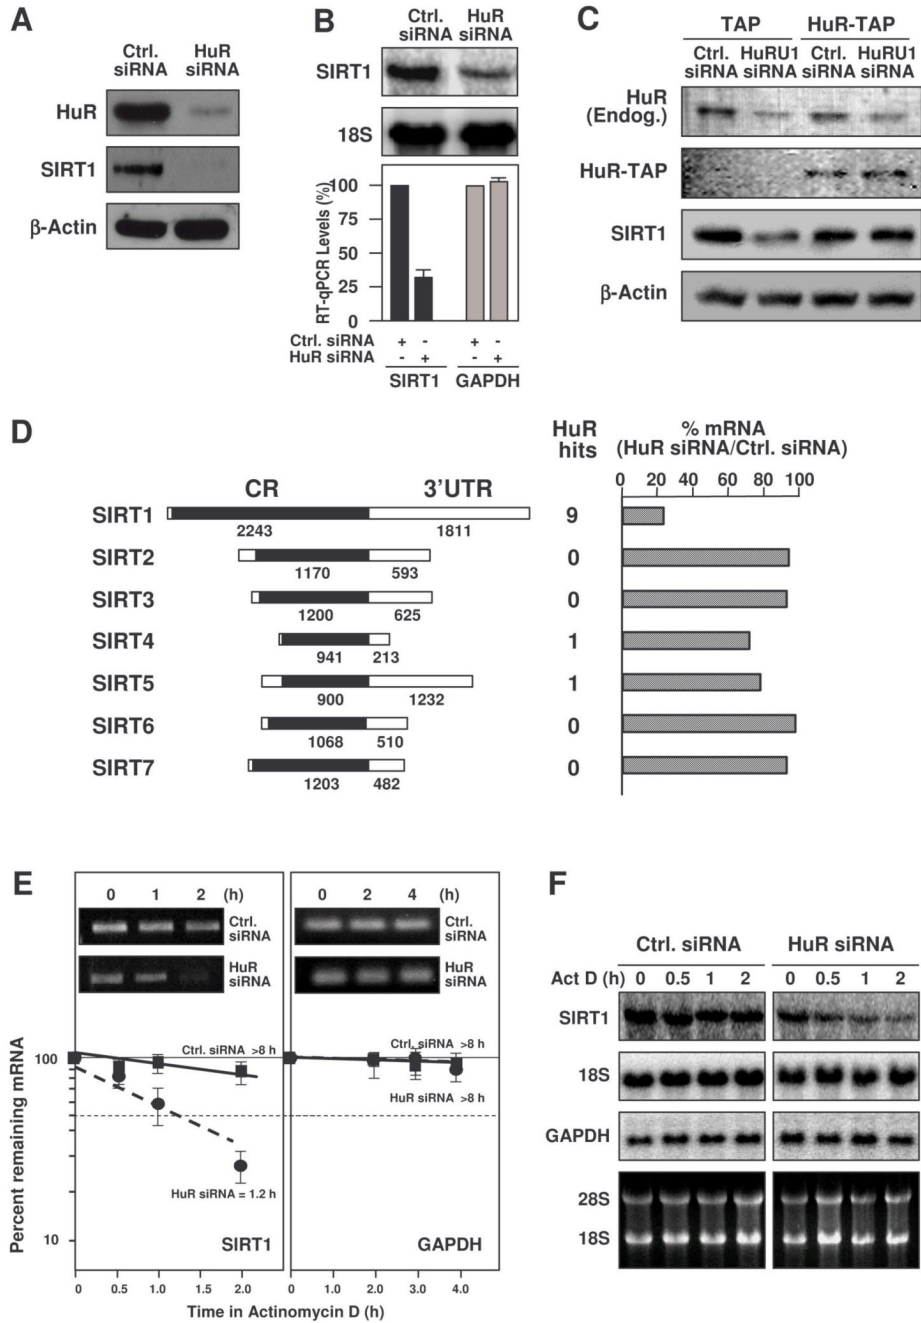 A
Ctrl. siRNA
HuR siRNA
HuR
SIRT1
β-Actin
B
Ctrl. siRNA
HuR siRNA
SIRT1
18S
RT-qPCR Levels (%)
100
75
50
25
0
Ctrl. siRNA + - + -
HuR siRNA - + - +
SIRT1 GAPDH
C
TAP HuR-TAP
Ctrl. HuRU1 Ctrl. HuRU1
siRNA siRNA siRNA siRNA
HuR
(Endog.)
HuR-TAP
SIRT1
β-Actin
D
HuR hits
% mRNA
(HuR siRNA/Ctrl. siRNA)
0 20 40 60 80 100
CR 3'UTR
SIRT1 2243 1811 9
SIRT2 1170 593 0
SIRT3 1200 625 0
SIRT4 941 213 1
SIRT5 900 1232 1
SIRT6 1068 510 0
SIRT7 1203 482 0
E
0 1 2 (h)
Ctrl. siRNA
HuR siRNA
0 2 4 (h)
Ctrl. siRNA
HuR siRNA
Percent remaining mRNA
100
10
Ctrl. siRNA >8 h
HuR siRNA = 1.2 h
SIRT1
Ctrl. siRNA >8 h
HuR siRNA >8 h
GAPDH
0 0.5 1.0 1.5 2.0
0 1.0 2.0 3.0 4.0
Time in Actinomycin D (h)
F
Ctrl. siRNA HuR siRNA
Act D (h) 0 0.5 1 2 0 0.5 1 2
SIRT1
18S
GAPDH
28S
18S